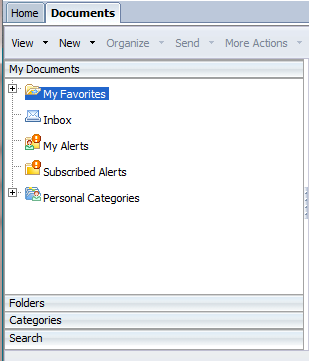 Home Documents
View New Organize Send More Actions
My Documents
My Favorites
Inbox
My Alerts
Subscribed Alerts
Personal Categories
Folders
Categories
Search